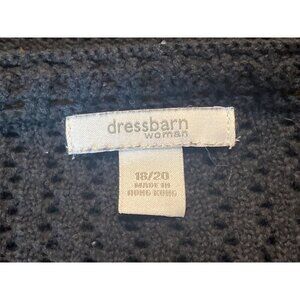 dressbarn
woman
18/20
MADE IN
HONG KONG